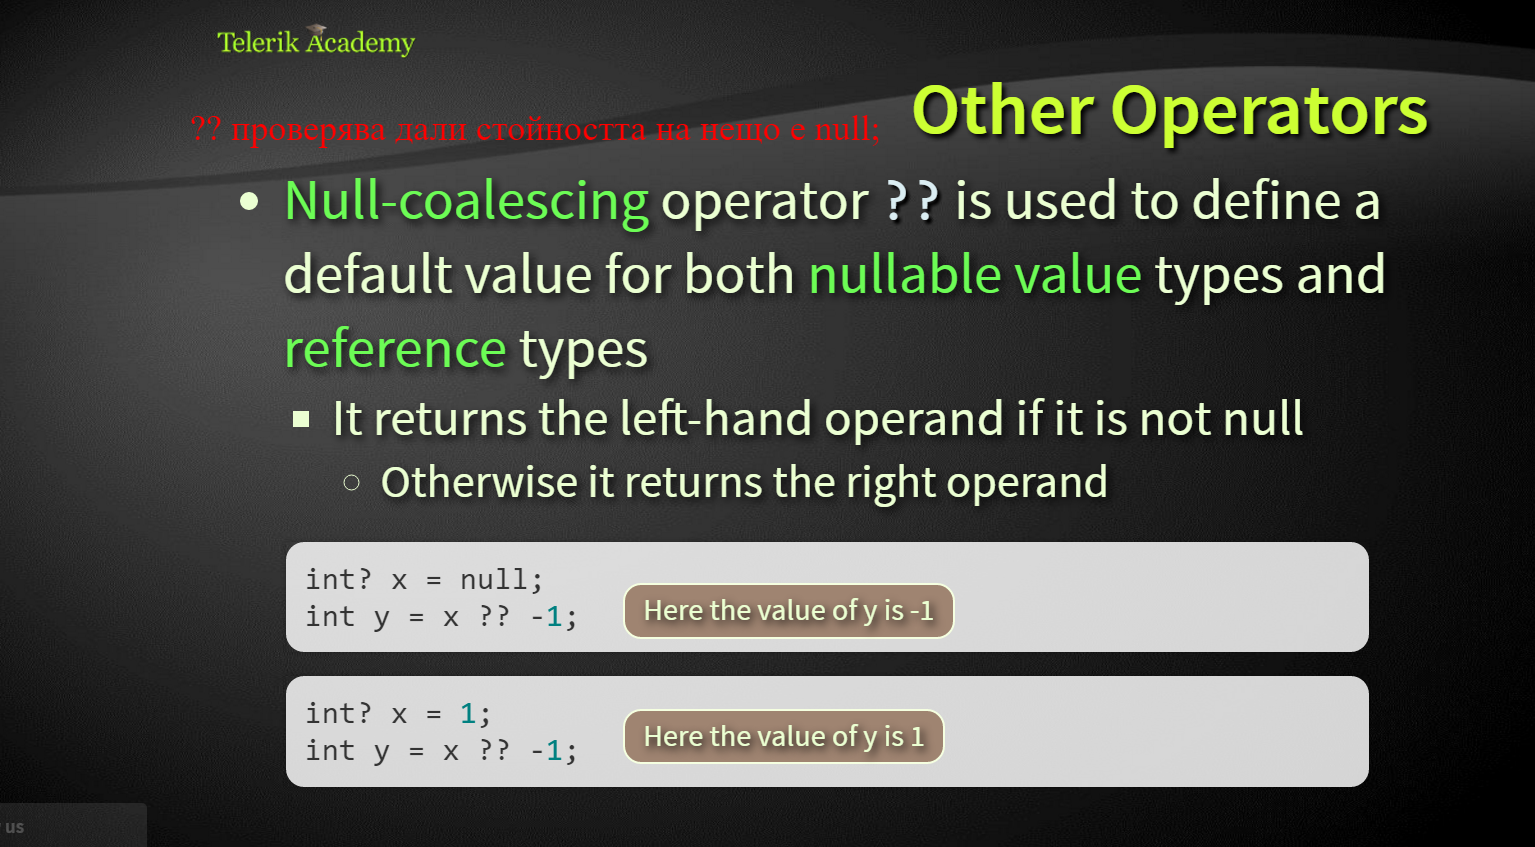 Telerik Academy
Other Operators
?? проверява дали стойността на нещо е null;
• Null-coalescing operator ?? is used to define a
default value for both nullable value types and
reference types
▪ It returns the left-hand operand if it is not null
○ Otherwise it returns the right operand
int? x = null;
int y = x ?? -1;
Here the value of y is -1
int? x = 1;
int y = x ?? -1;
Here the value of y is 1
us